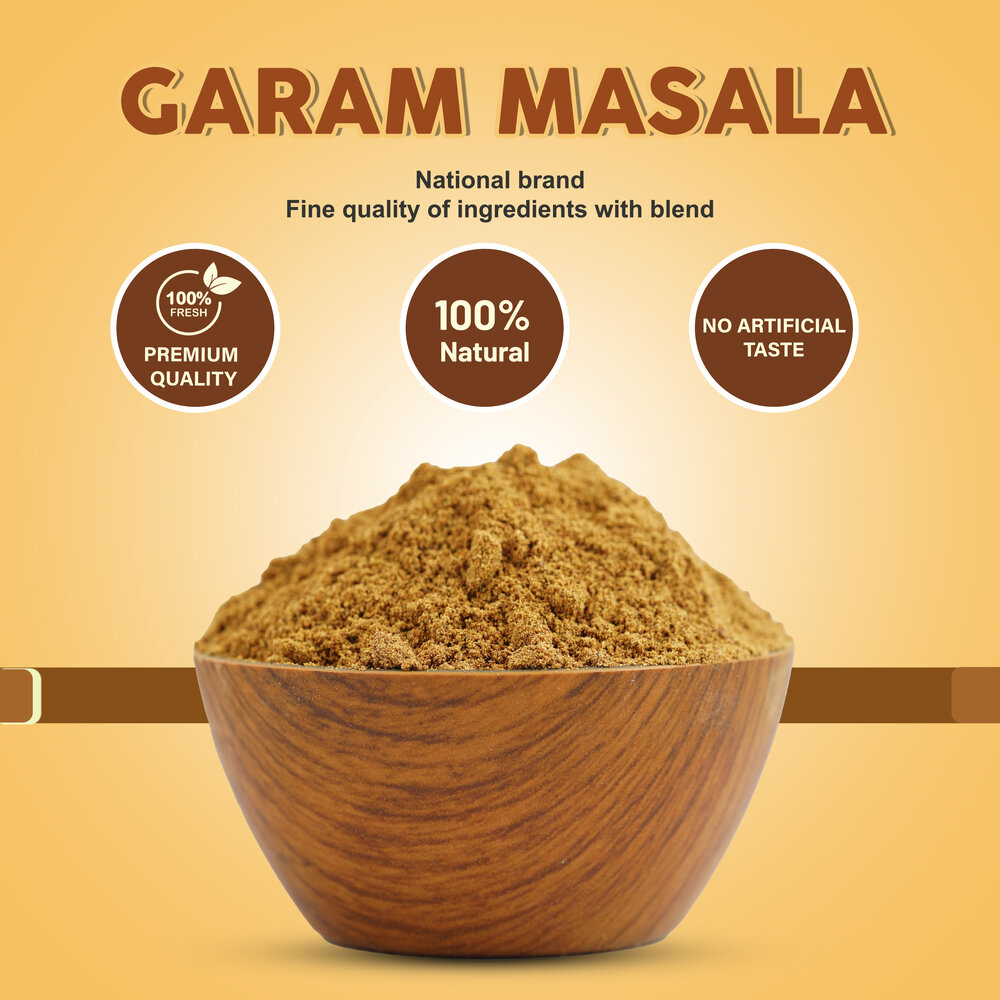 GARAM MASALA
National brand
Fine quality of ingredients with blend
100%
FRESH
PREMIUM
QUALITY
100%
Natural
NO ARTIFICIAL
TASTE